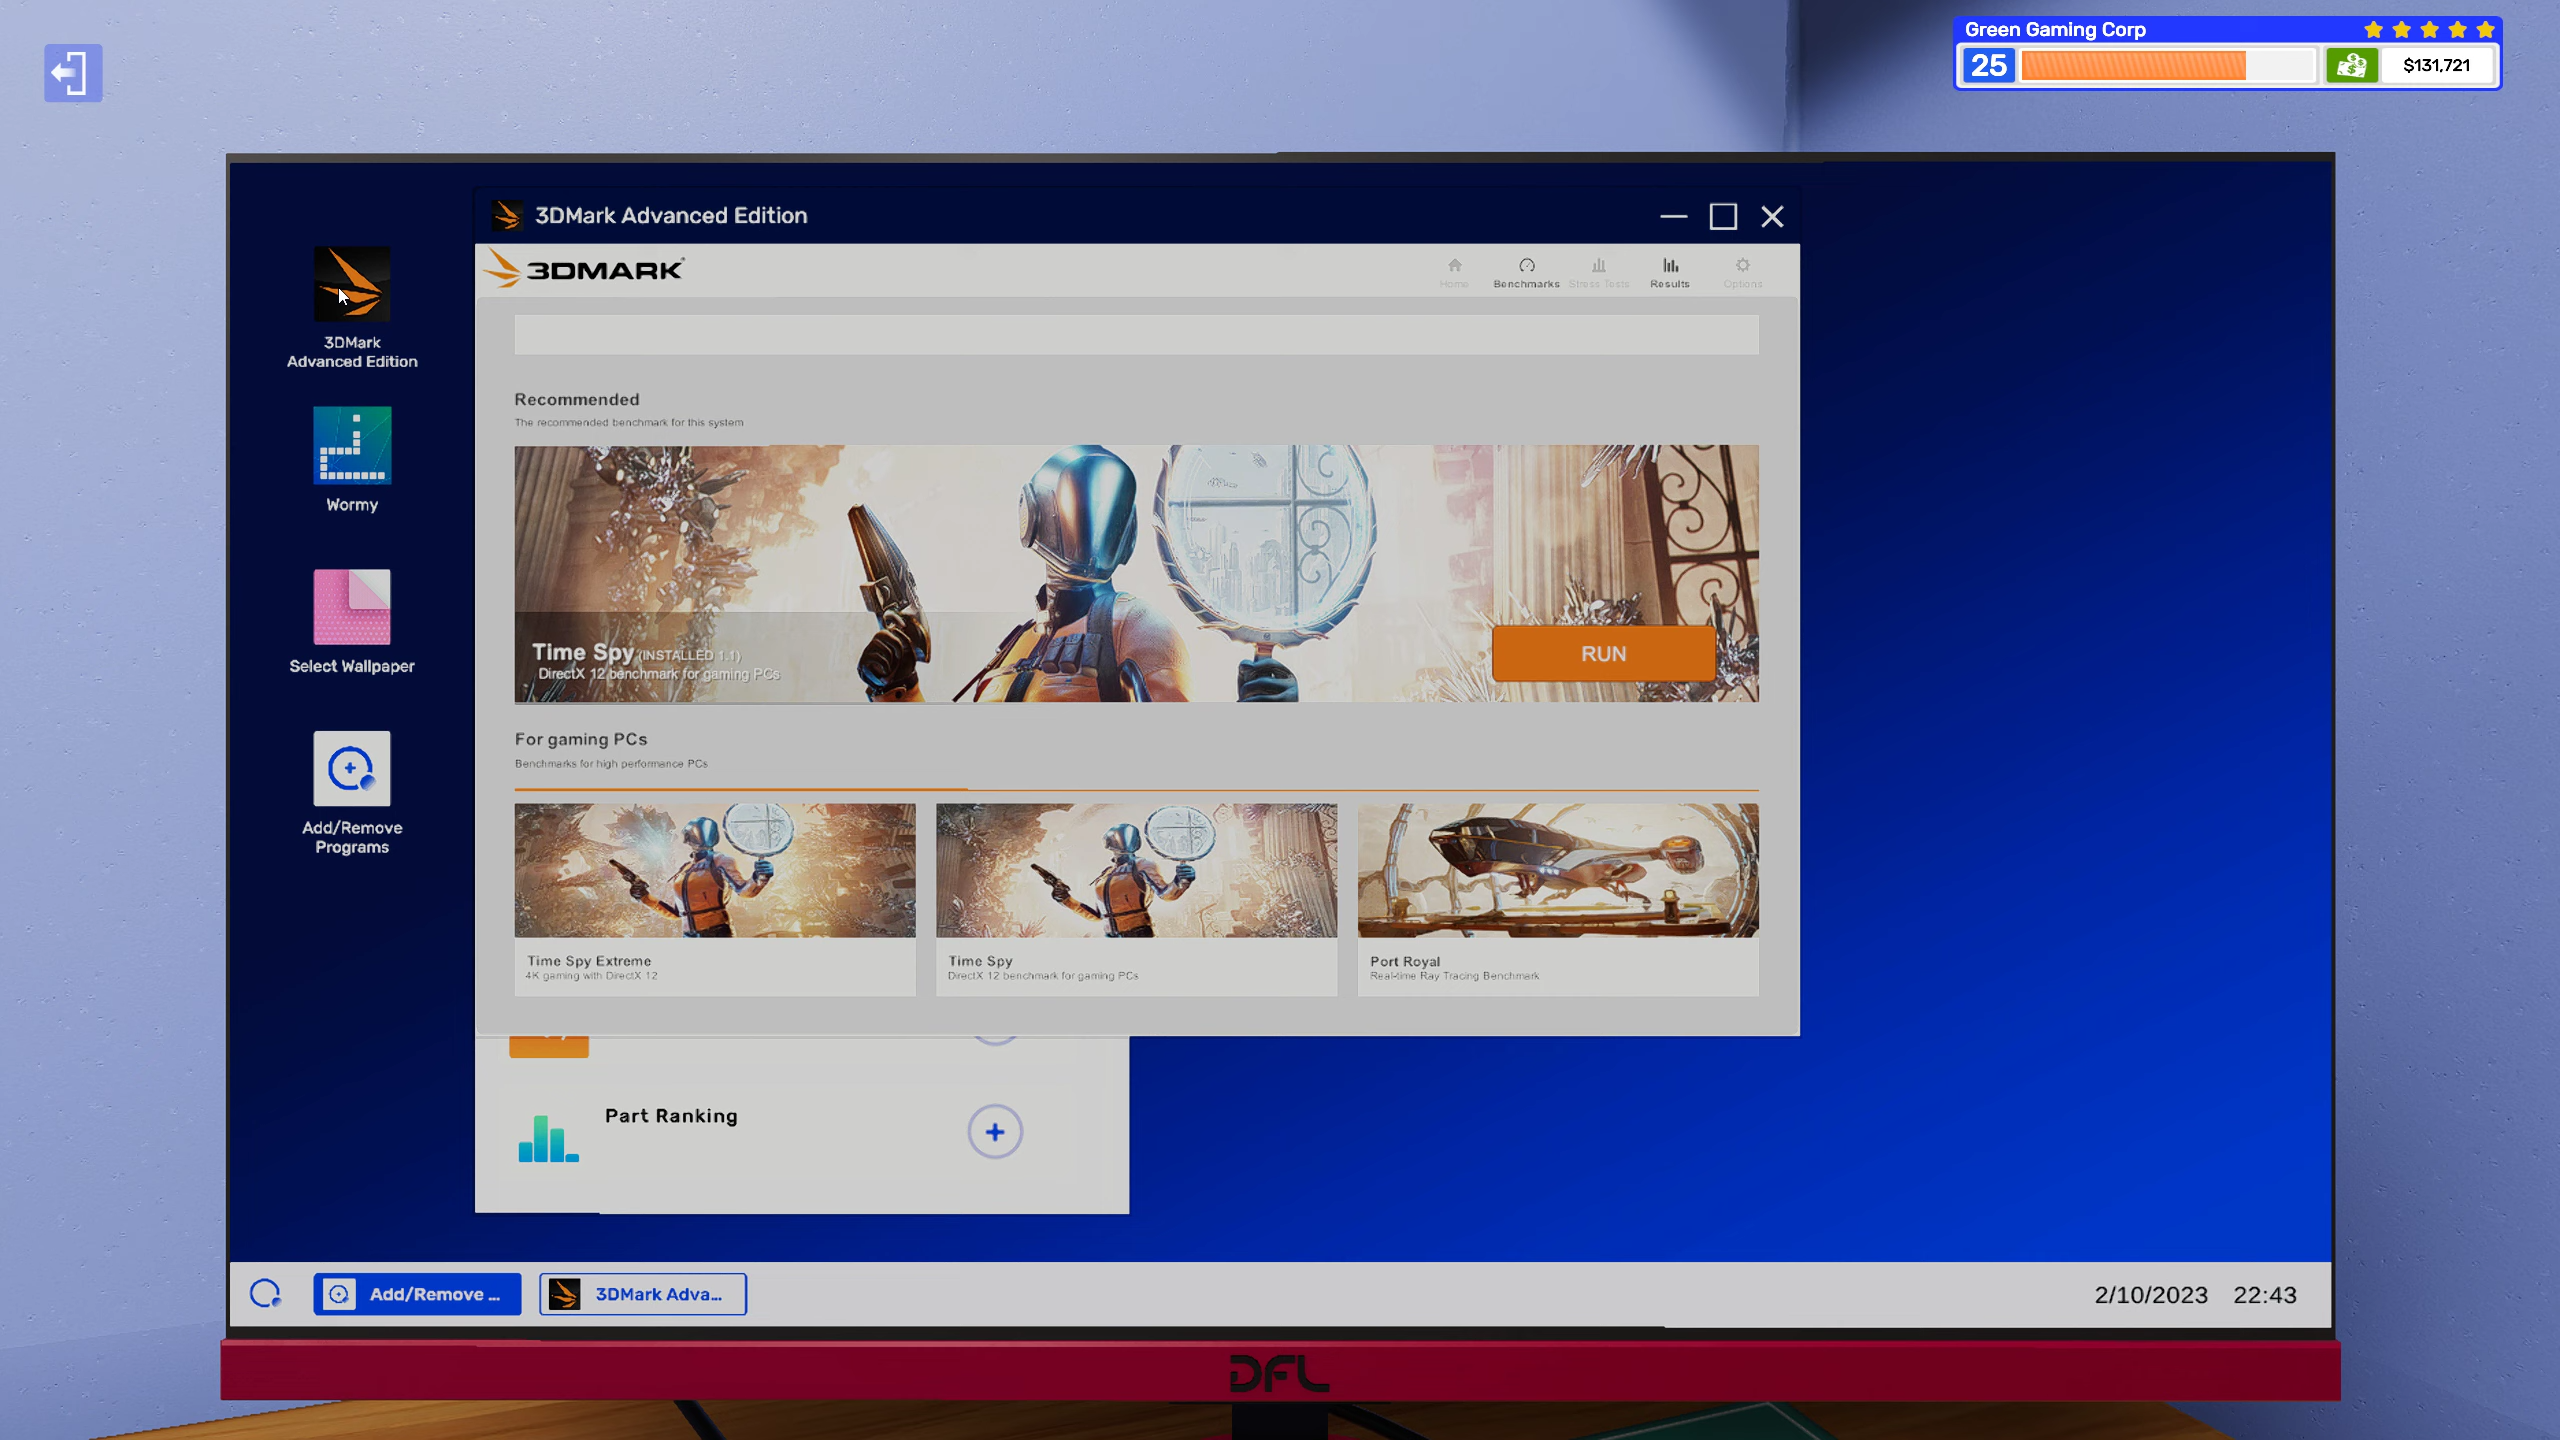 Green Gaming Corp
25
$131,721
3DMark Advanced Edition
3DMARK
Home
Benchmarks
Stress Tests
Results
Options
3DMark
Advanced Edition
Wormy
Select Wallpaper
Add/Remove
Programs
Recommended
The recommended benchmark for this system
Time Spy (INSTALLED 1.1)
DirectX 12 benchmark for gaming PCs
RUN
For gaming PCs
Benchmarks for high performance PCs
Time Spy Extreme
4K gaming with DirectX 12
Time Spy
DirectX 12 benchmark for gaming PCs
Port Royal
Real-time Ray Tracing Benchmark
Part Ranking
Add/Remove ...
3DMark Adva...
2/10/2023 22:43
DFL